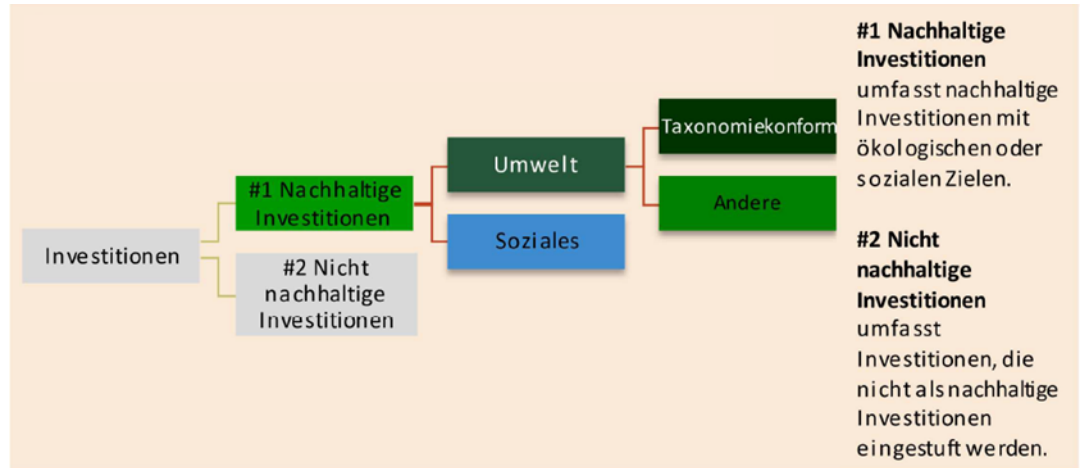 Investitionen
#1 Nachhaltige
Investitionen
#2 Nicht
nachhaltige
Investitionen
Umwelt
Soziales
Taxonomiekonform
Andere
#1 Nachhaltige
Investitionen
umfasst nachhaltige
Investitionen mit
ökologischen oder
sozialen Zielen.
#2 Nicht
nachhaltige
Investitionen
umfasst
Investitionen, die
nicht als nachhaltige
Investitionen
eingestuft werden.